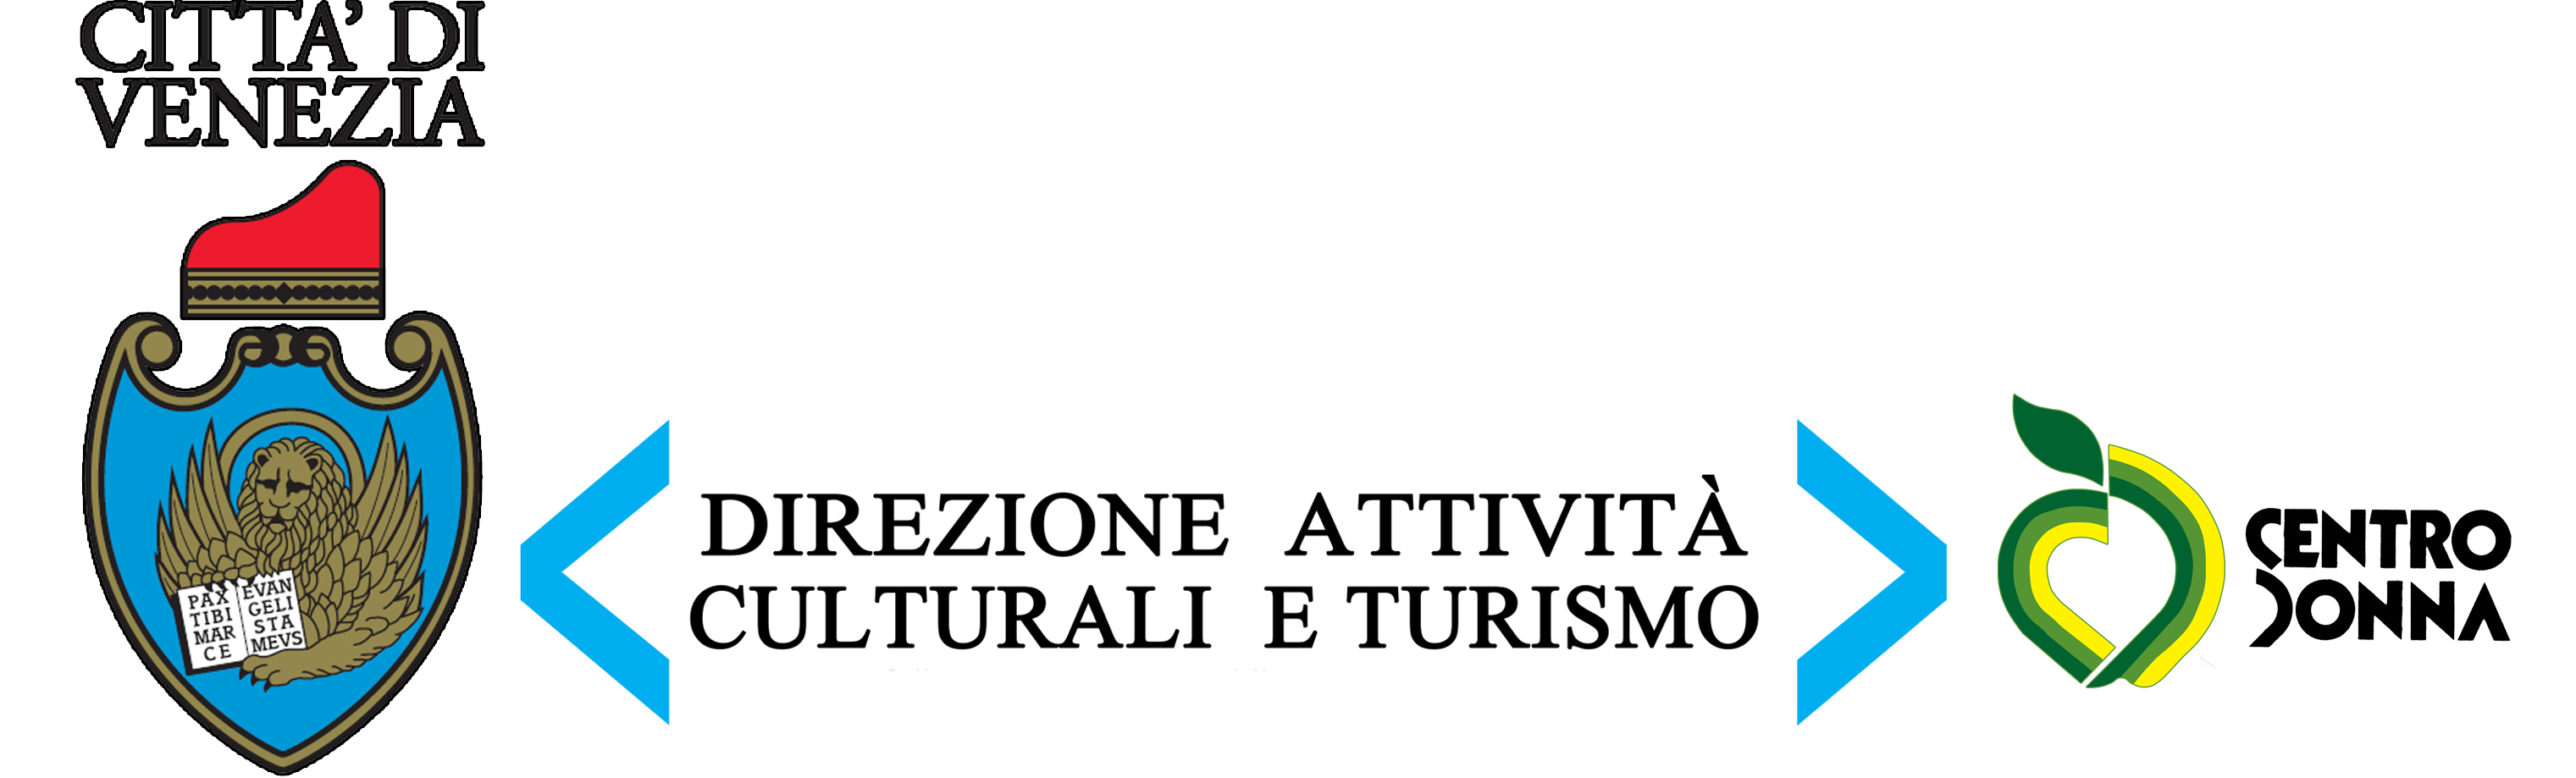 CITTA' DI
VENEZIA
PAX
TIBI
MAR
CE
EVAN
GELI
STA
MEVS
DIREZIONE ATTIVITÀ
CULTURALI E TURISMO
CENTRO
DONNA